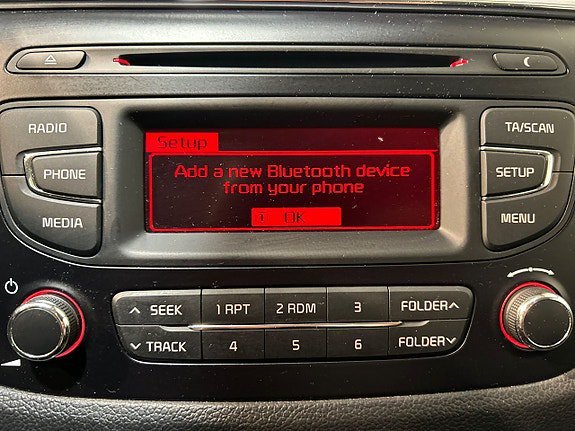 RADIO
PHONE
MEDIA
Setup
Add a new Bluetooth device
from your phone
OK
TA/SCAN
SETUP
MENU
SEEK
1 RPT
2 RDM
3
FOLDER
TRACK
4
5
6
FOLDER